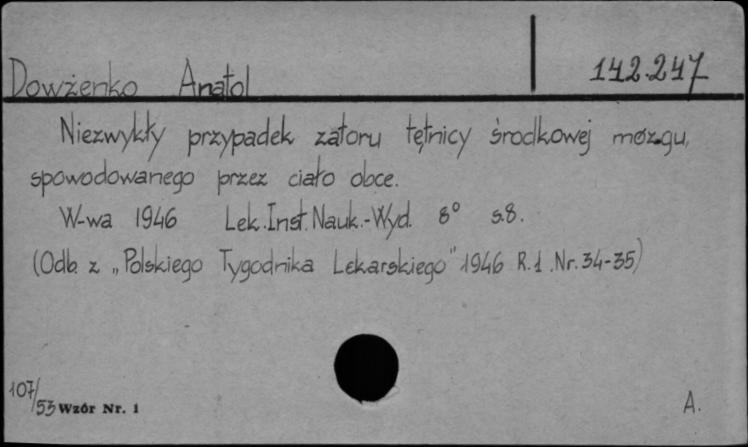 Dowżenko Anatol 142.247
Niezwykły przypadek zatoru tętnicy środkowej mózgu,
spowodowanego przez ciało obce.
W-wa 1946 Lek.Inst.Nauk.-Wyd. 8° s.8.
(Odb. z „Polskiego Tygodnika Lekarskiego" 1946 R.1.Nr.34-35)
107/53 Wzór Nr. 1 A.